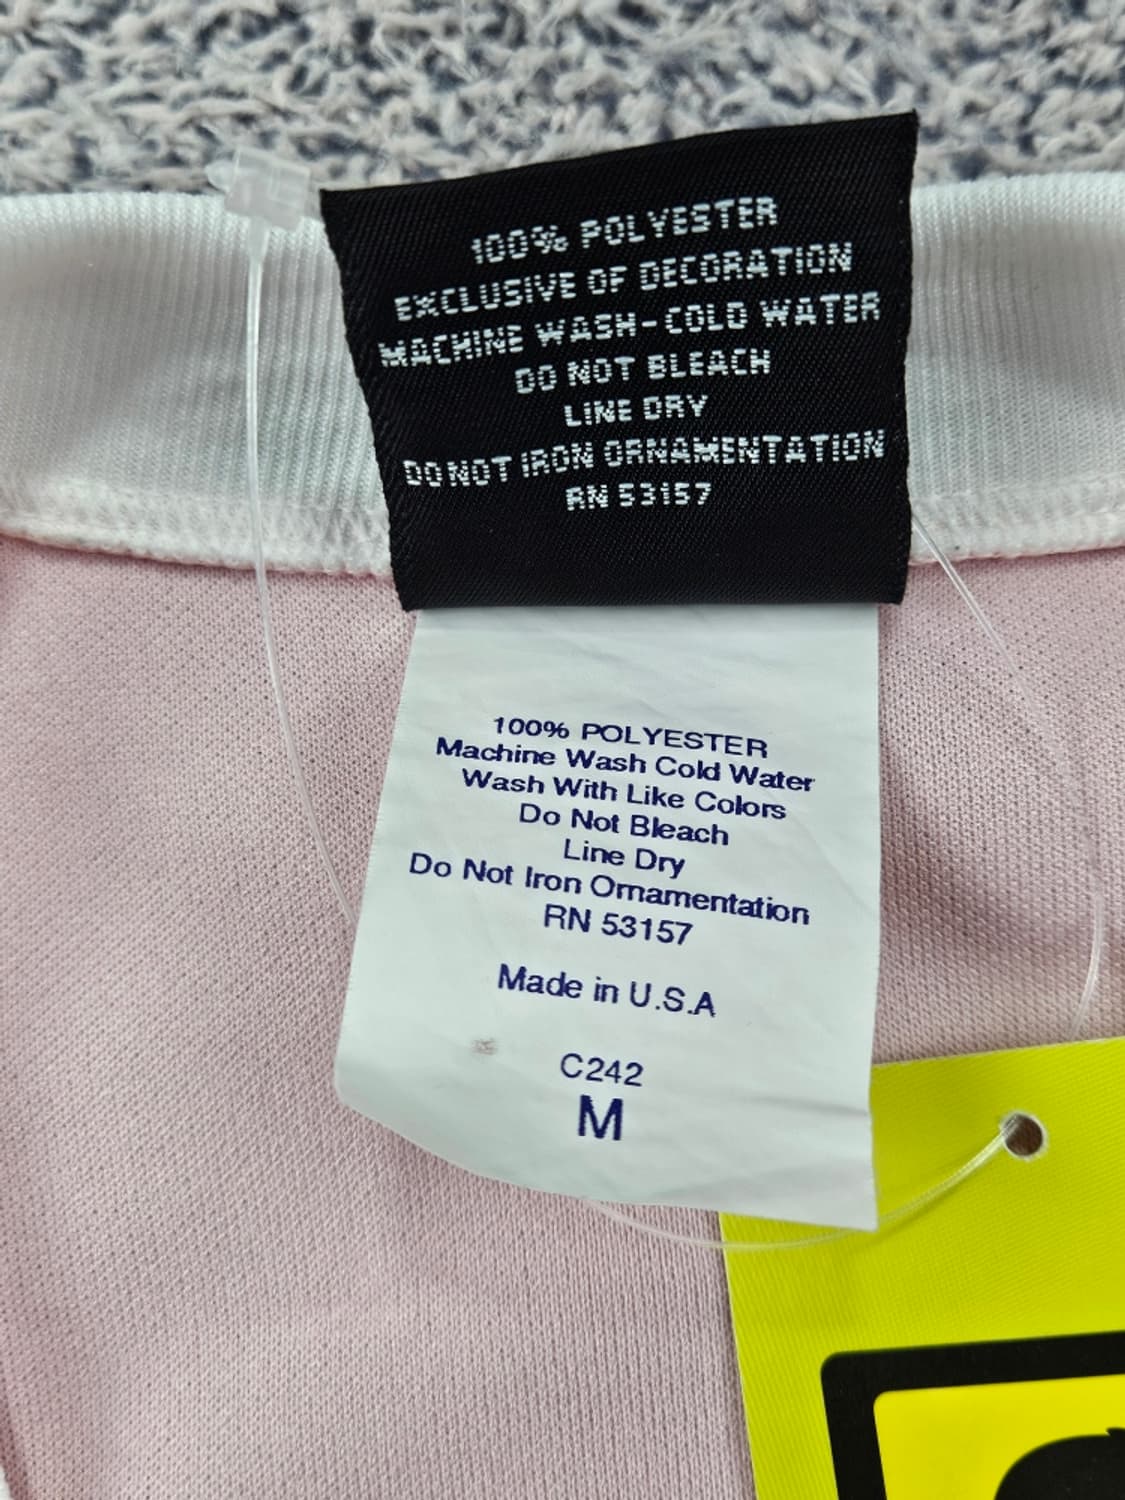 100% POLYESTER
EXCLUSIVE OF DECORATION
MACHINE WASH-COLD WATER
DO NOT BLEACH
LINE DRY
DO NOT IRON ORNAMENTATION
RN 53157
100% POLYESTER
Machine Wash Cold Water
Wash With Like Colors
Do Not Bleach
Line Dry
Do Not Iron Ornamentation
RN 53157
Made in U.S.A
C242
M